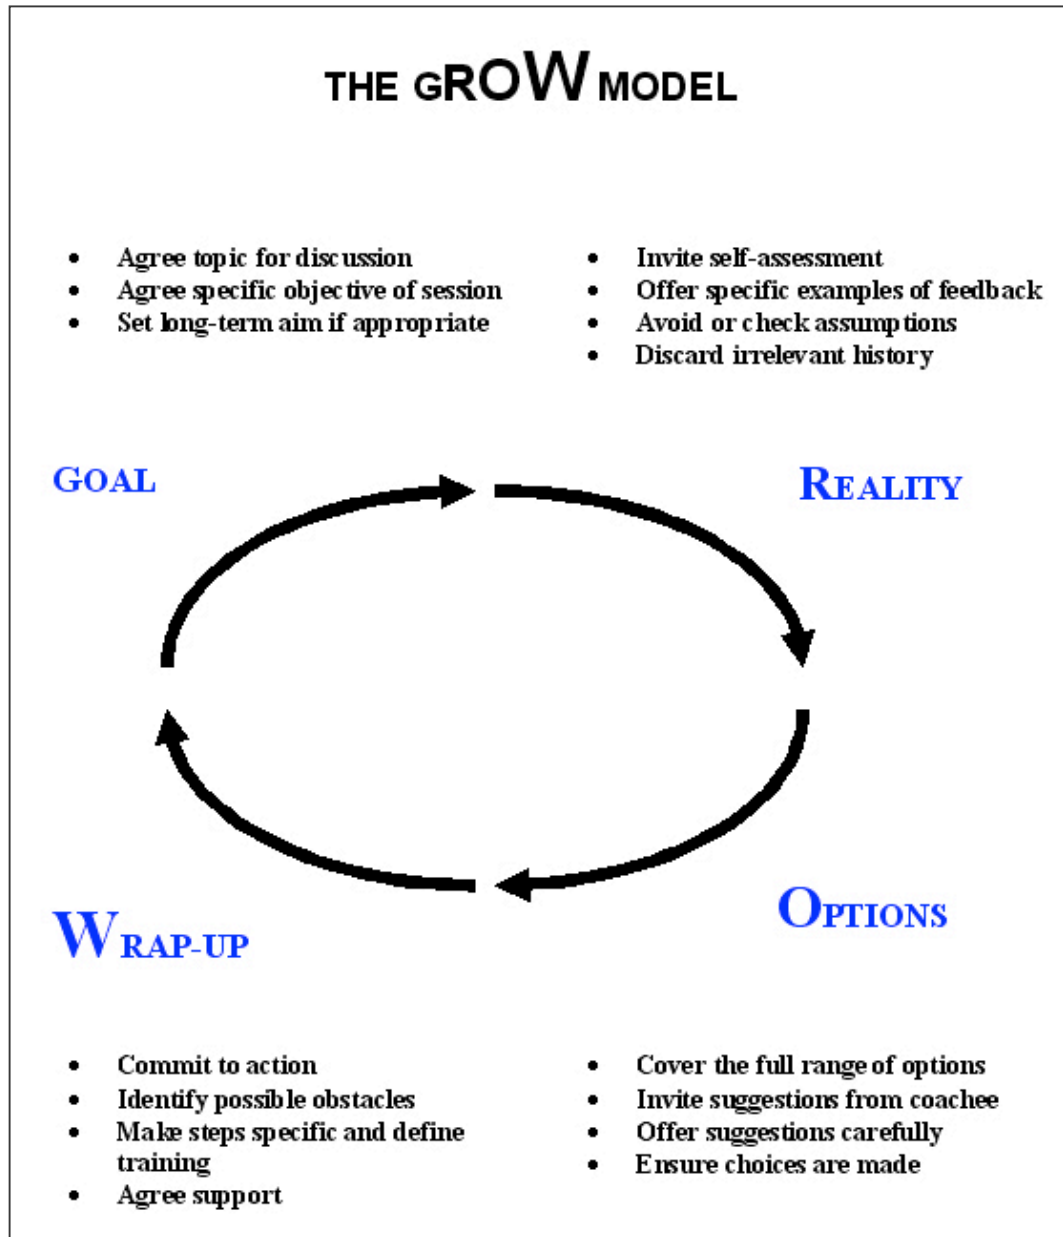 THE GROW MODEL
• Agree topic for discussion
• Agree specific objective of session
• Set long-term aim if appropriate
• Invite self-assessment
• Offer specific examples of feedback
• Avoid or check assumptions
• Discard irrelevant history
GOAL
REALITY
WRAP-UP
OPTIONS
• Commit to action
• Identify possible obstacles
• Make steps specific and define
training
• Agree support
• Cover the full range of options
• Invite suggestions from coachee
• Offer suggestions carefully
• Ensure choices are made